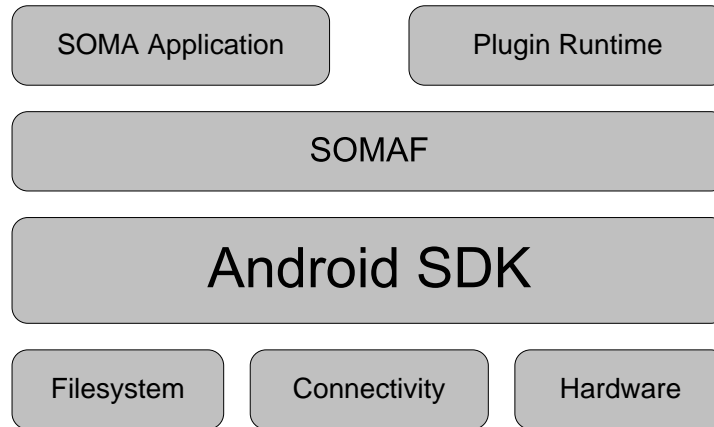 SOMA Application
Plugin Runtime
SOMAF
Android SDK
Filesystem
Connectivity
Hardware